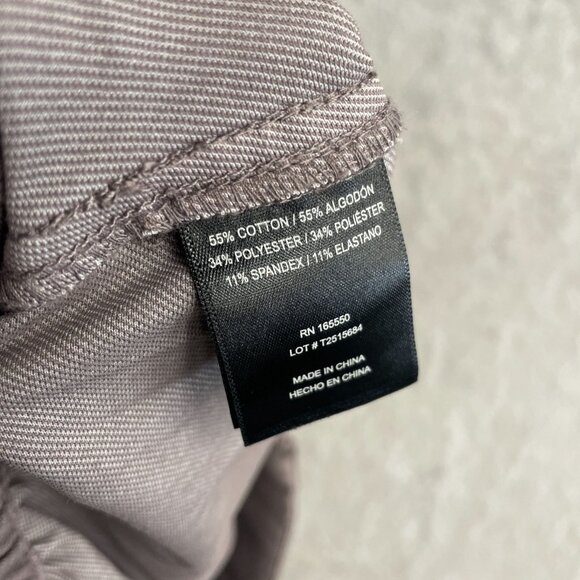 55% COTTON / 55% ALGODÓN
34% POLYESTER / 34% POLIÉSTER
11% SPANDEX / 11% ELASTANO
RN 165550
LOT # T2515684
MADE IN CHINA
HECHO EN CHINA